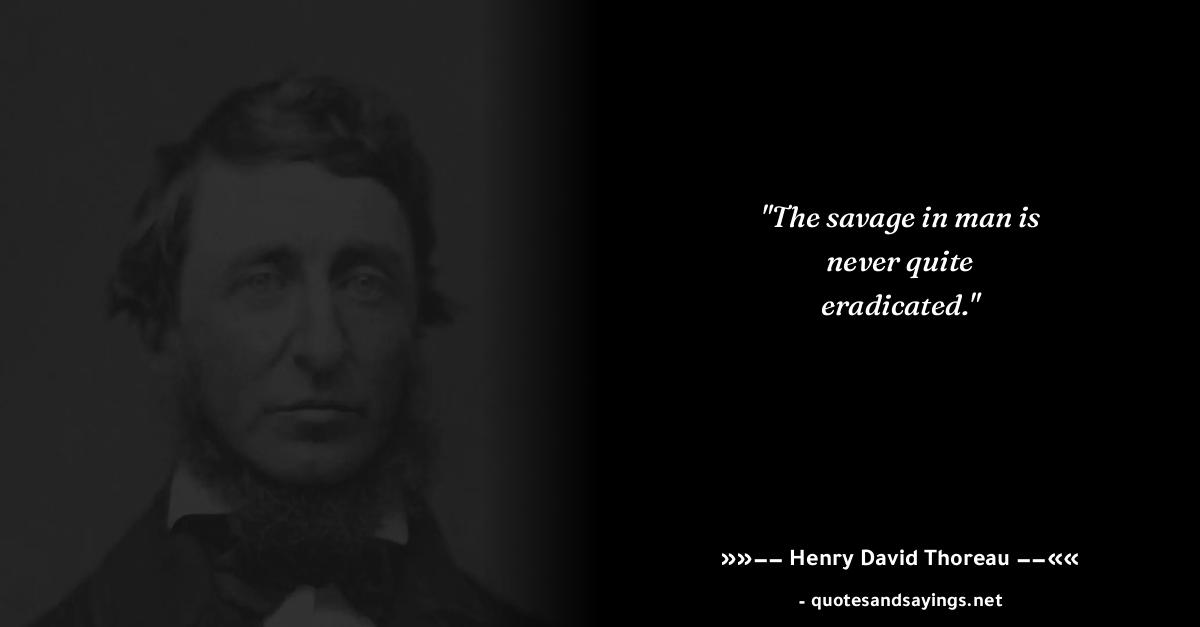 "The savage in man is
never quite
eradicated."
»»–– Henry David Thoreau ––««
- quotesandsayings.net